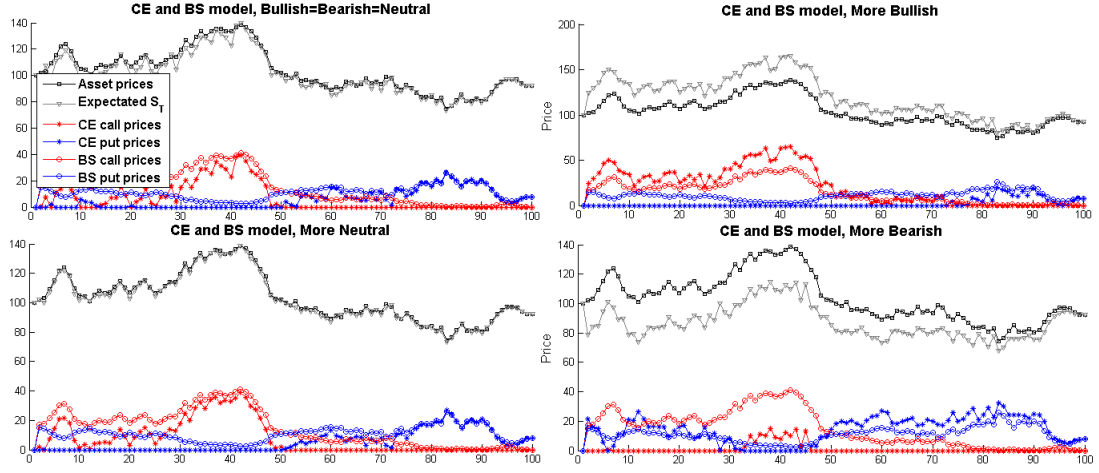 CE and BS model, Bullish=Bearish=Neutral
140
120
100
80
60
40
20
0
Asset prices
Expectated S_T
CE call prices
CE put prices
BS call prices
BS put prices
0 10 20 30 40 50 60 70 80 90 100
CE and BS model, More Bullish
200
150
100
50
0
Price
0 10 20 30 40 50 60 70 80 90 100
CE and BS model, More Neutral
140
120
100
80
60
40
20
0
0 10 20 30 40 50 60 70 80 90 100
CE and BS model, More Bearish
140
120
100
80
60
40
20
0
Price
0 10 20 30 40 50 60 70 80 90 100